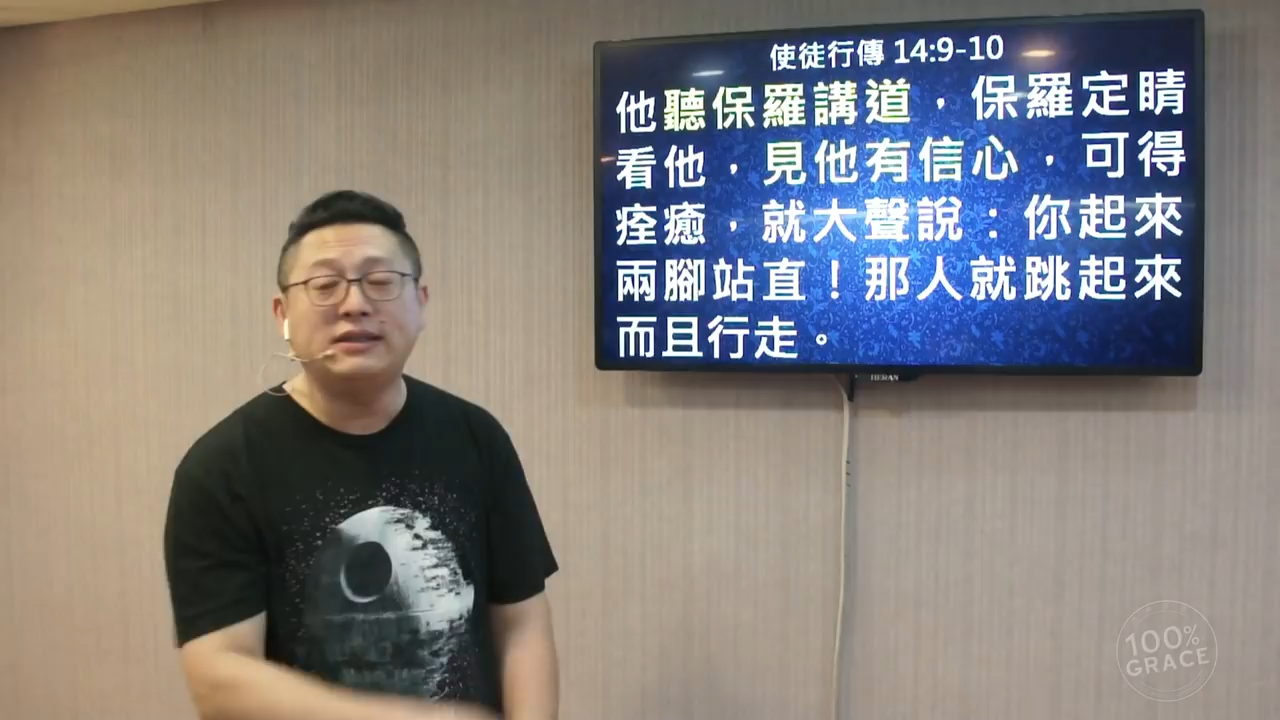 使徒行傳 14:9-10
他聽保羅講道，保羅定睛
看他，見他有信心，可得
痊癒，就大聲說：你起來
兩腳站直！那人就跳起來
而且行走。
HERAN
100%
GRACE